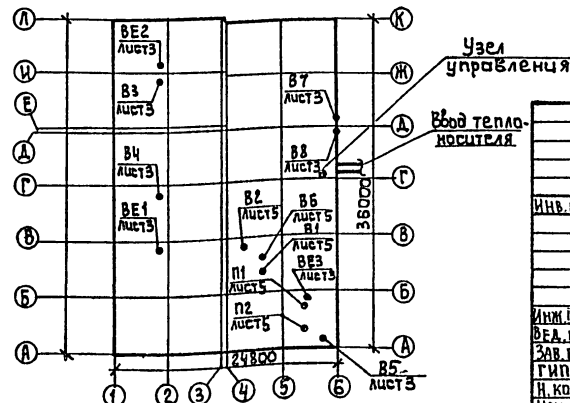 Л
К
ВЕ2
лист3
И
Ж
В3
лист3
В7
лист3
Узел
управления
Е
Д
Д
Ввод тепло-
носителя
В4
лист3
В8
лист3
Г
Г
36000
В2
лист5
В6
лист5
В1
лист5
ВЕ1
лист3
В
В
ВЕ3
лист3
П1
лист5
Б
Б
П2
лист5
А
А
24800
В5
лист3
1
2
3
4
5
6
ИНВ.
ИНЖ.
ВЕД.
ЗАВ.
ГИП
Н. КО